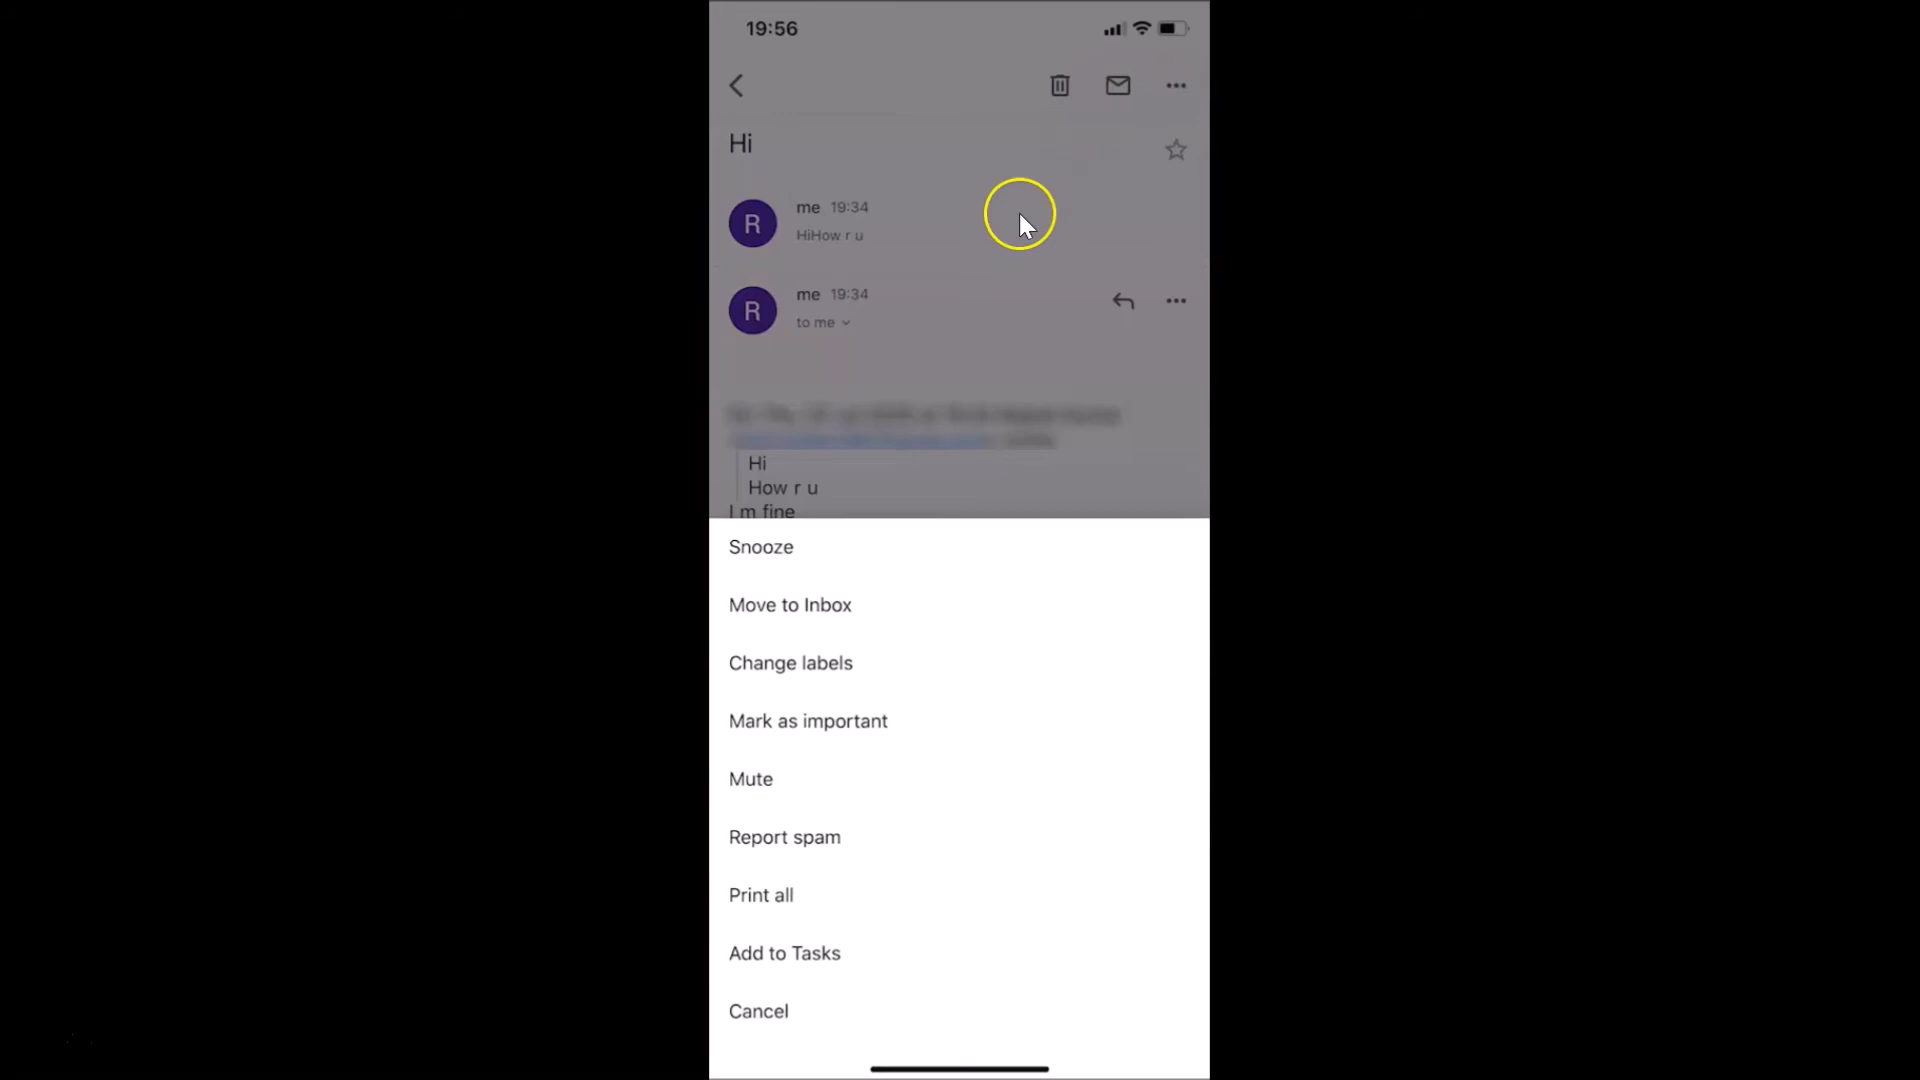 19:56
Hi
me 19:34
HiHow r u
R
me 19:34
to me
R
Hi
How r u
I m fine
Snooze
Move to Inbox
Change labels
Mark as important
Mute
Report spam
Print all
Add to Tasks
Cancel